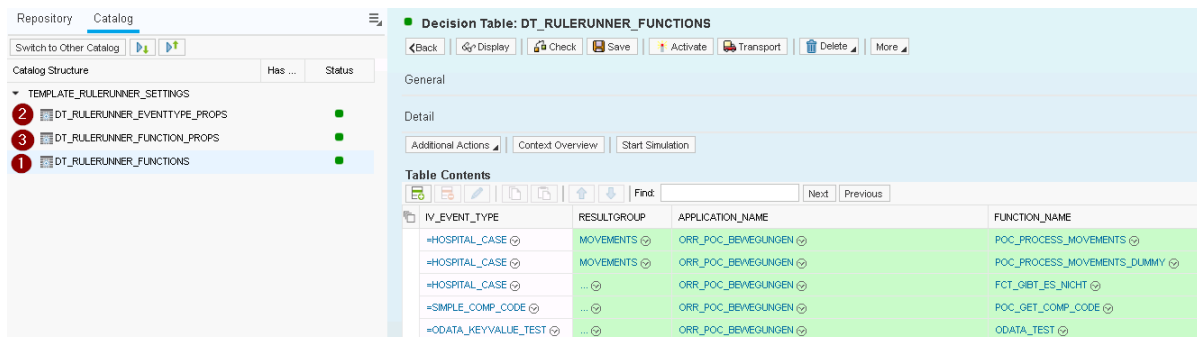 Repository Catalog
Switch to Other Catalog
Catalog Structure Has ... Status
TEMPLATE_RULERUNNER_SETTINGS
2 DT_RULERUNNER_EVENTTYPE_PROPS
3 DT_RULERUNNER_FUNCTION_PROPS
1 DT_RULERUNNER_FUNCTIONS
Decision Table: DT_RULERUNNER_FUNCTIONS
Back Display Check Save Activate Transport Delete More
General
Detail
Additional Actions Context Overview Start Simulation
Table Contents
Find: Next Previous
IV_EVENT_TYPE RESULTGROUP APPLICATION_NAME FUNCTION_NAME
=HOSPITAL_CASE MOVEMENTS ORR_POC_BEWEGUNGEN POC_PROCESS_MOVEMENTS
=HOSPITAL_CASE MOVEMENTS ORR_POC_BEWEGUNGEN POC_PROCESS_MOVEMENTS_DUMMY
=HOSPITAL_CASE ... ORR_POC_BEWEGUNGEN FCT_GIBT_ES_NICHT
=SIMPLE_COMP_CODE ... ORR_POC_BEWEGUNGEN POC_GET_COMP_CODE
=ODATA_KEYVALUE_TEST ... ORR_POC_BEWEGUNGEN ODATA_TEST